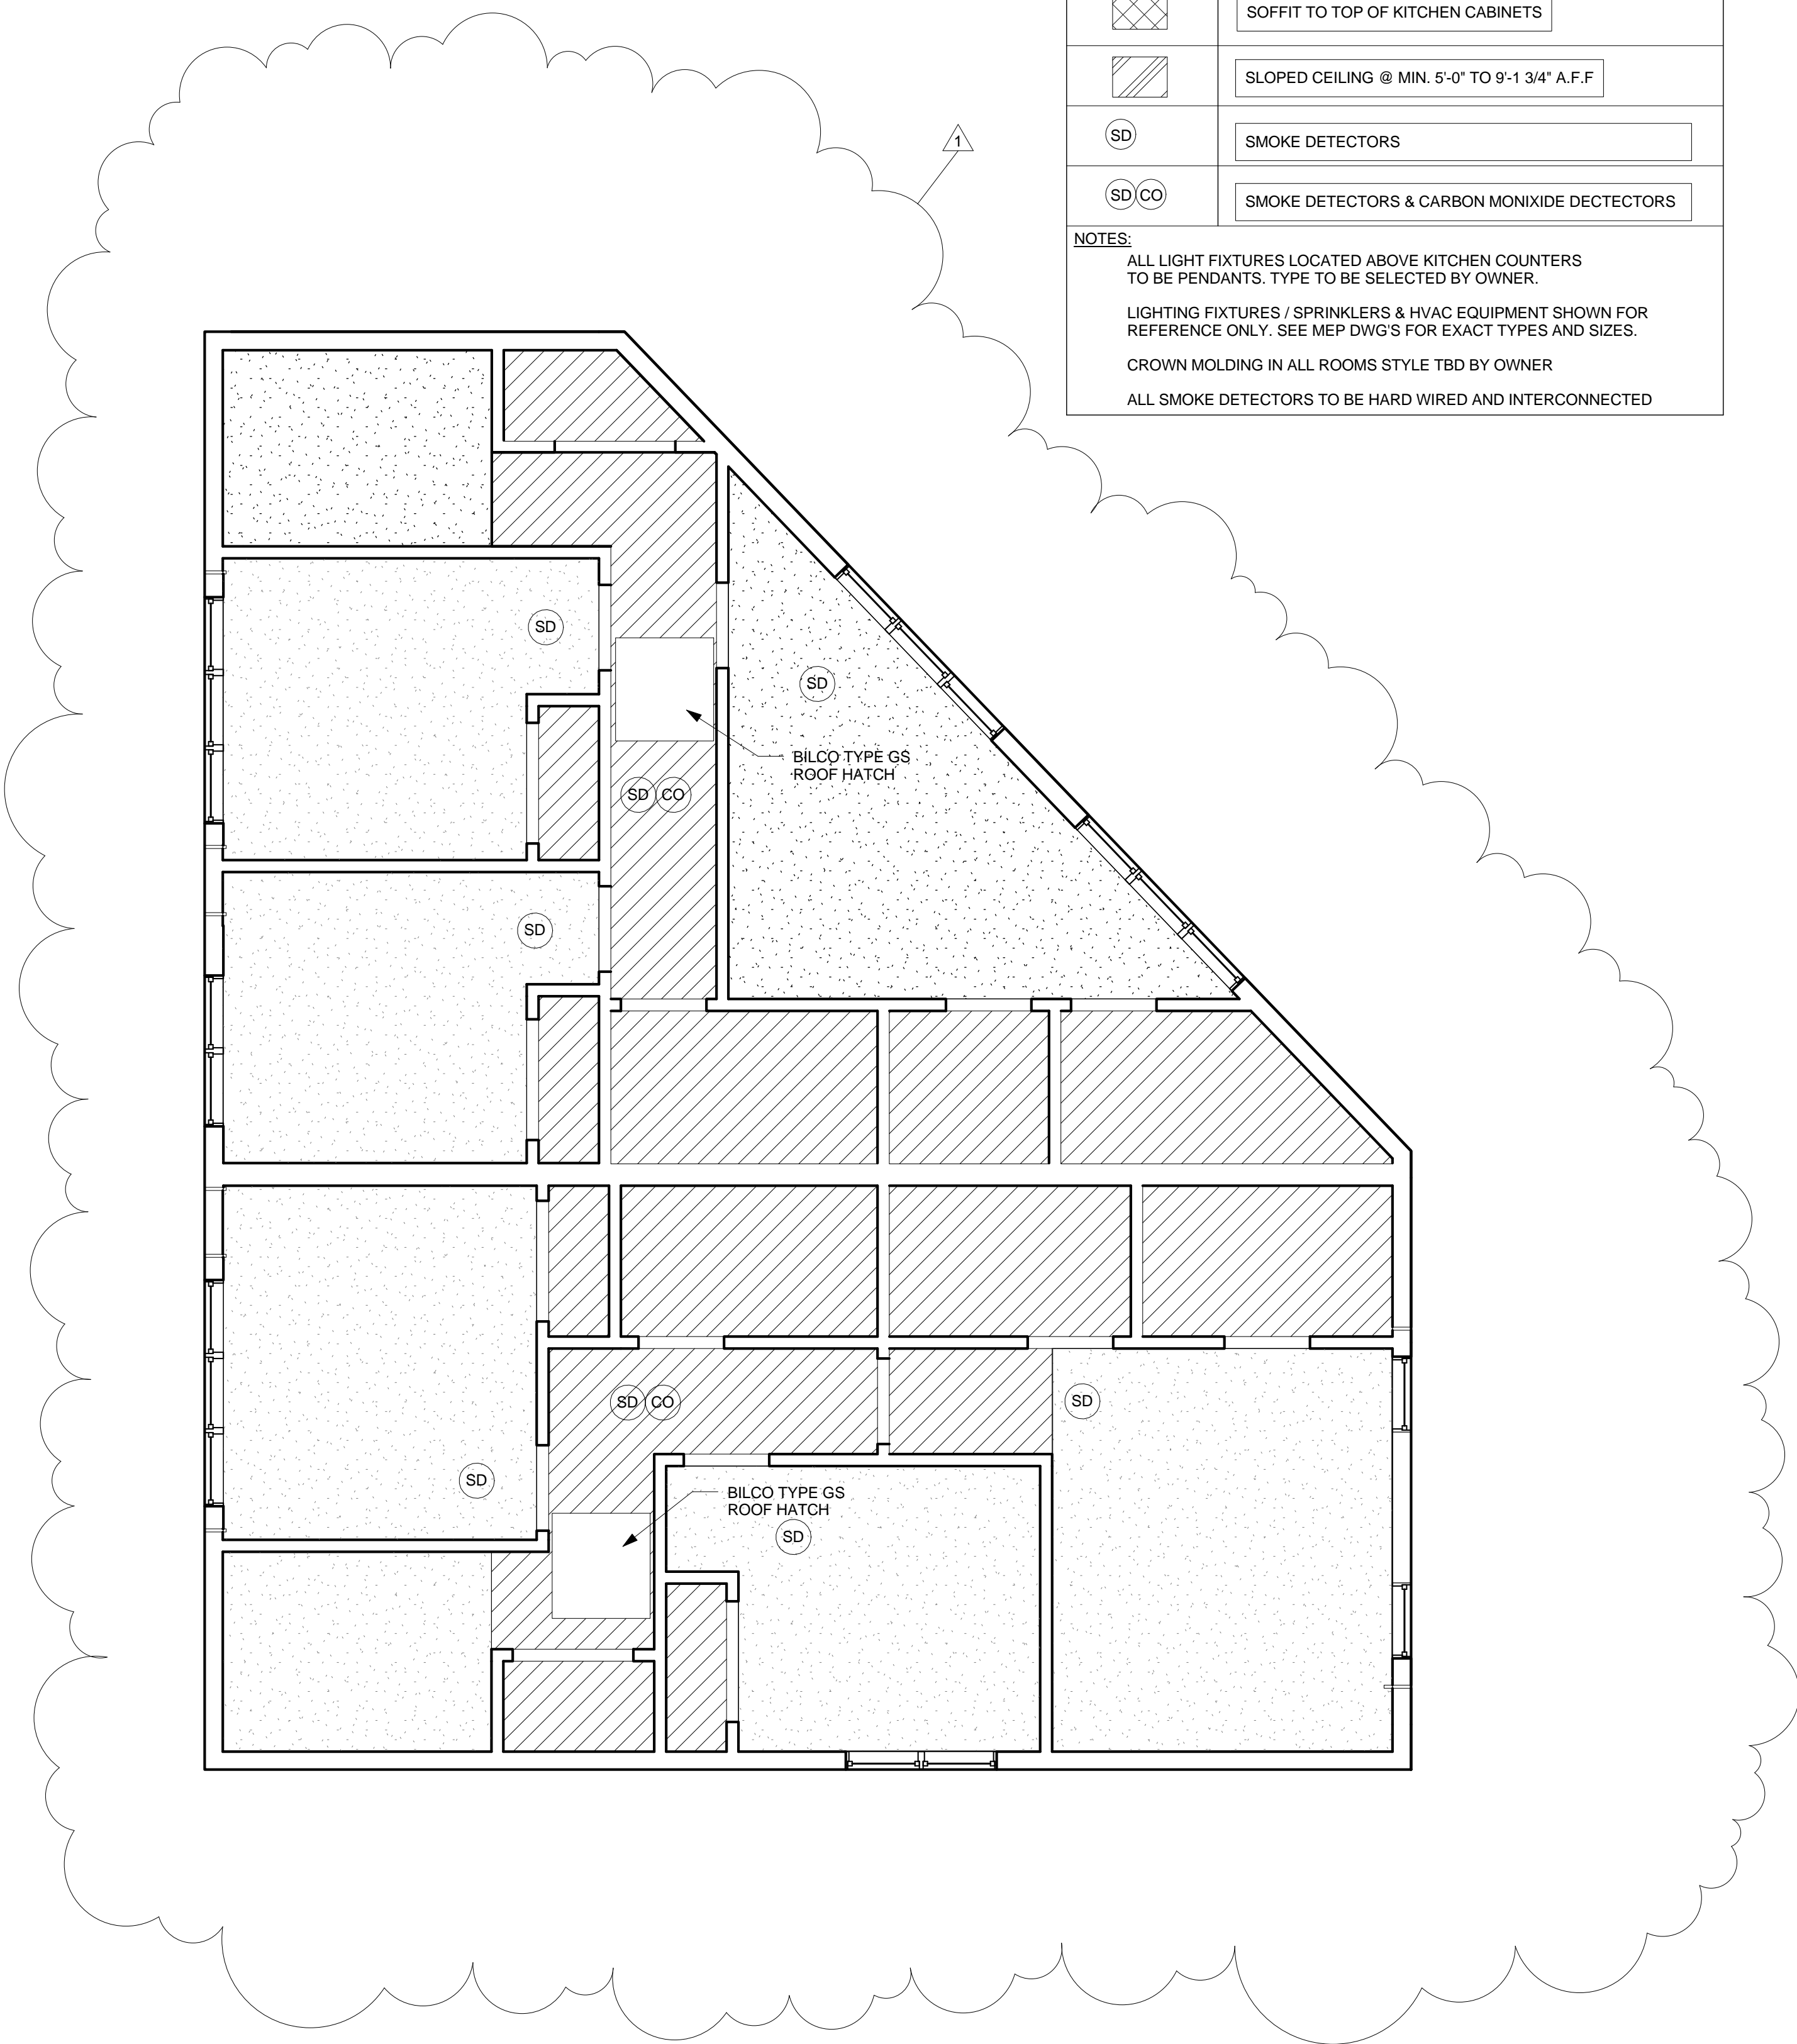 SOFFIT TO TOP OF KITCHEN CABINETS
SLOPED CEILING @ MIN. 5'-0" TO 9'-1 3/4" A.F.F
SD
SMOKE DETECTORS
SD CO
SMOKE DETECTORS & CARBON MONIXIDE DECTECTORS
NOTES:
ALL LIGHT FIXTURES LOCATED ABOVE KITCHEN COUNTERS
TO BE PENDANTS. TYPE TO BE SELECTED BY OWNER.
LIGHTING FIXTURES / SPRINKLERS & HVAC EQUIPMENT SHOWN FOR
REFERENCE ONLY. SEE MEP DWG'S FOR EXACT TYPES AND SIZES.
CROWN MOLDING IN ALL ROOMS STYLE TBD BY OWNER
ALL SMOKE DETECTORS TO BE HARD WIRED AND INTERCONNECTED
1
SD
SD
BILCO TYPE GS
ROOF HATCH
SD CO
SD
SD CO
SD
SD
BILCO TYPE GS
ROOF HATCH
SD